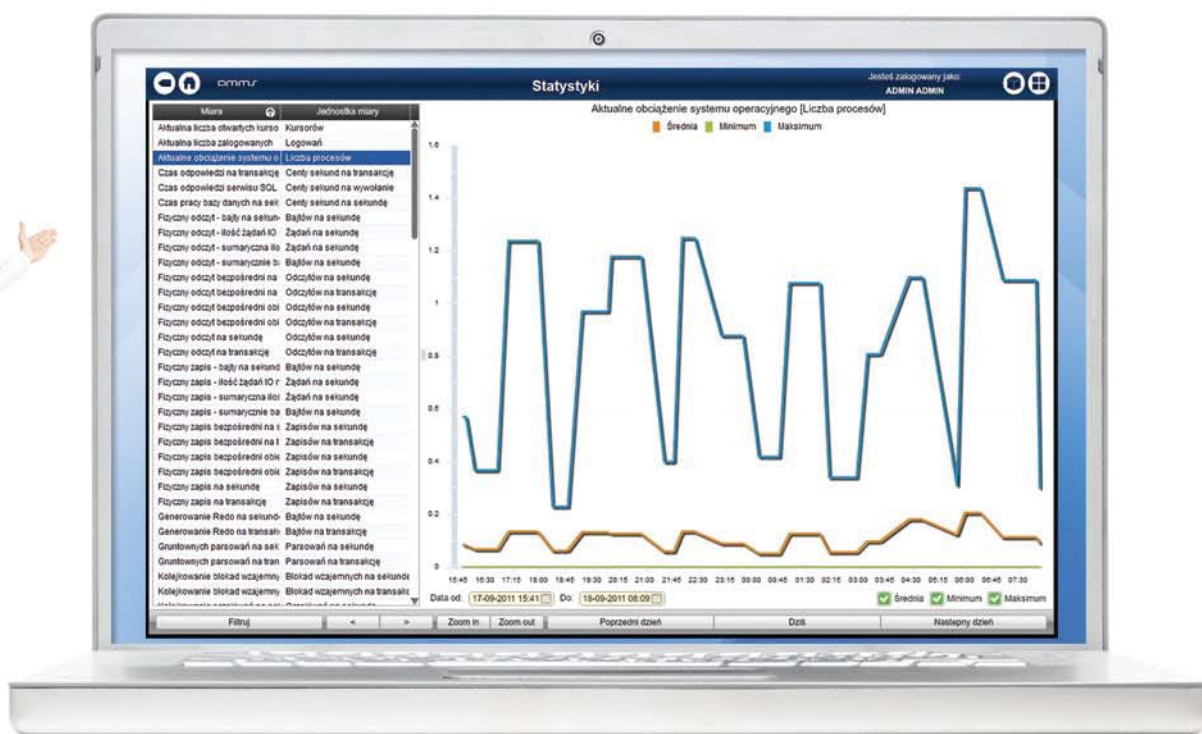 amms
Statystyki
Jesteś zalogowany jako:
ADMIN ADMIN
Miara Jednostka miary
Aktualna liczba otwartych kurso Kursorów
Aktualna liczba zalogowanych Logowań
Aktualne obciążenie systemu o Liczba procesów
Czas odpowiedzi na transakcję Centy sekund na transakcję
Czas odpowiedzi serwisu SQL Centy sekund na wywołanie
Czas pracy bazy danych na sek Centy sekund na sekundę
Fizyczny odczyt - bajty na sekun Bajtów na sekundę
Fizyczny odczyt - ilość żądań IO Żądań na sekundę
Fizyczny odczyt - sumaryczna ilo Żądań na sekundę
Fizyczny odczyt - sumarycznie b Bajtów na sekundę
Fizyczny odczyt bezpośredni na Odczytów na sekundę
Fizyczny odczyt bezpośredni na Odczytów na transakcję
Fizyczny odczyt bezpośredni obi Odczytów na sekundę
Fizyczny odczyt bezpośredni obi Odczytów na transakcję
Fizyczny odczyt na sekundę Odczytów na sekundę
Fizyczny odczyt na transakcję Odczytów na transakcję
Fizyczny zapis - bajty na sekund Bajtów na sekundę
Fizyczny zapis - ilość żądań IO r Żądań na sekundę
Fizyczny zapis - sumaryczna iloś Żądań na sekundę
Fizyczny zapis - sumarycznie ba Bajtów na sekundę
Fizyczny zapis bezpośredni na s Zapisów na sekundę
Fizyczny zapis bezpośredni na t Zapisów na transakcję
Fizyczny zapis bezpośredni obie Zapisów na sekundę
Fizyczny zapis bezpośredni obie Zapisów na transakcję
Fizyczny zapis na sekundę Zapisów na sekundę
Fizyczny zapis na transakcję Zapisów na transakcję
Generowanie Redo na sekund Bajtów na sekundę
Generowanie Redo na transak Bajtów na transakcję
Gruntownych parsowań na sek Parsowań na sekundę
Gruntownych parsowań na tran Parsowań na transakcję
Kolejkowanie blokad wzajemny Blokad wzajemnych na sekundę
Kolejkowanie blokad wzajemny Blokad wzajemnych na transakc
Aktualne obciążenie systemu operacyjnego [Liczba procesów]
Średnia Minimum Maksimum
1.6
1.4
1.2
1
0.8
0.6
0.4
0.2
0
15:45 16:30 17:15 18:00 18:45 19:30 20:15 21:00 21:45 22:30 23:15 00:00 00:45 01:30 02:15 03:00 03:45 04:30 05:15 06:00 06:45 07:30
Data od: 17-09-2011 15:41 Do: 18-09-2011 08:09 Średnia Minimum Maksimum
Filtruj < > Zoom in Zoom out Poprzedni dzień Dziś Następny dzień